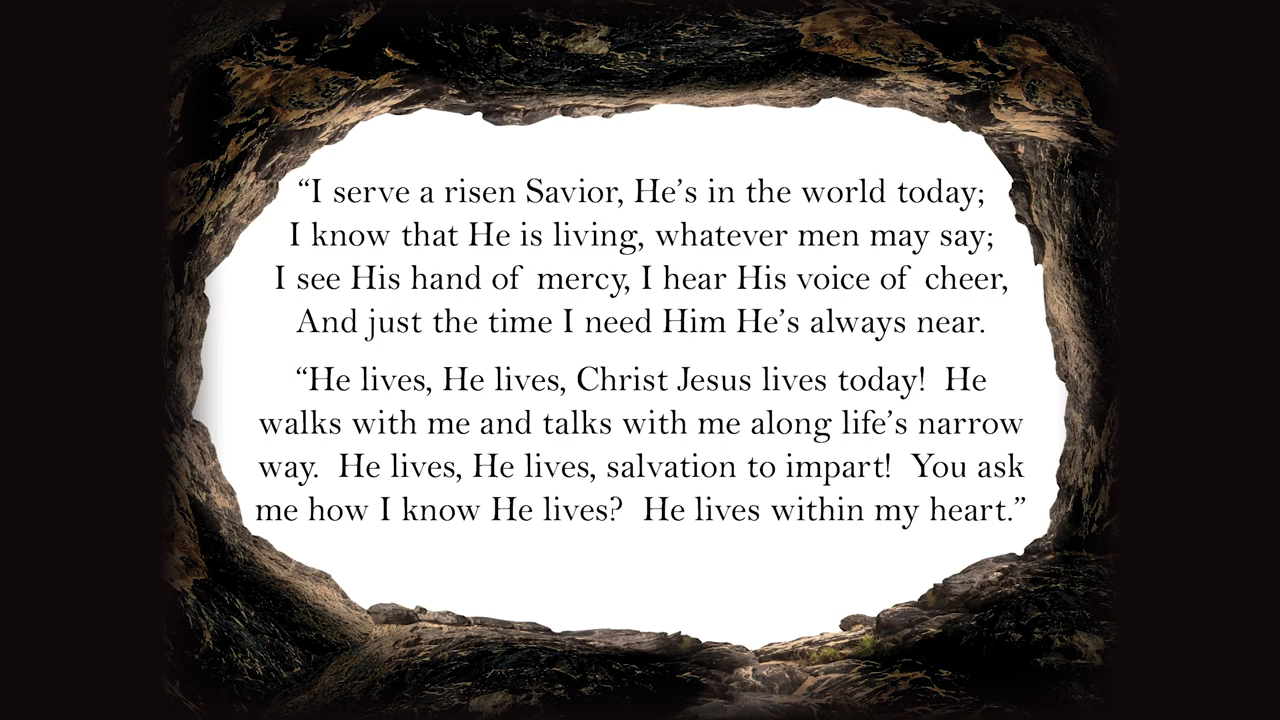 “I serve a risen Savior, He’s in the world today;
I know that He is living, whatever men may say;
I see His hand of mercy, I hear His voice of cheer,
And just the time I need Him He’s always near.
“He lives, He lives, Christ Jesus lives today! He
walks with me and talks with me along life’s narrow
way. He lives, He lives, salvation to impart! You ask
me how I know He lives? He lives within my heart.”